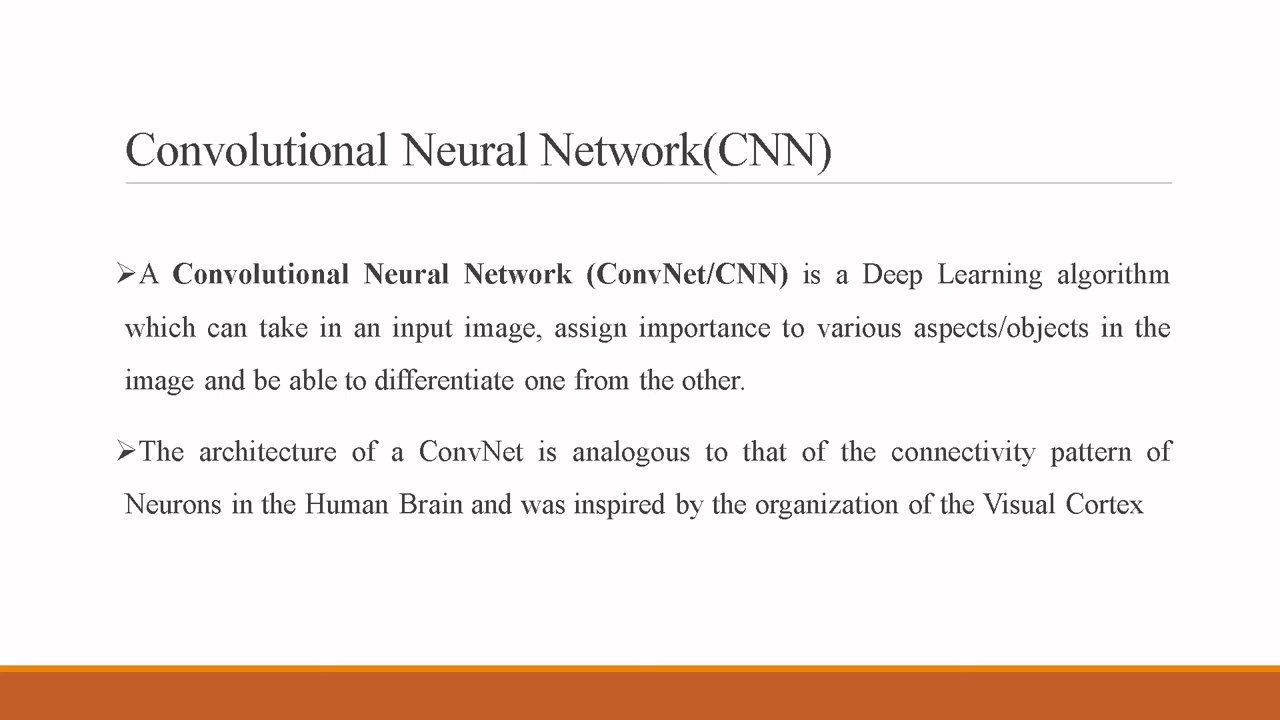 Convolutional Neural Network(CNN)
➢A Convolutional Neural Network (ConvNet/CNN) is a Deep Learning algorithm
which can take in an input image, assign importance to various aspects/objects in the
image and be able to differentiate one from the other.
➢The architecture of a ConvNet is analogous to that of the connectivity pattern of
Neurons in the Human Brain and was inspired by the organization of the Visual Cortex